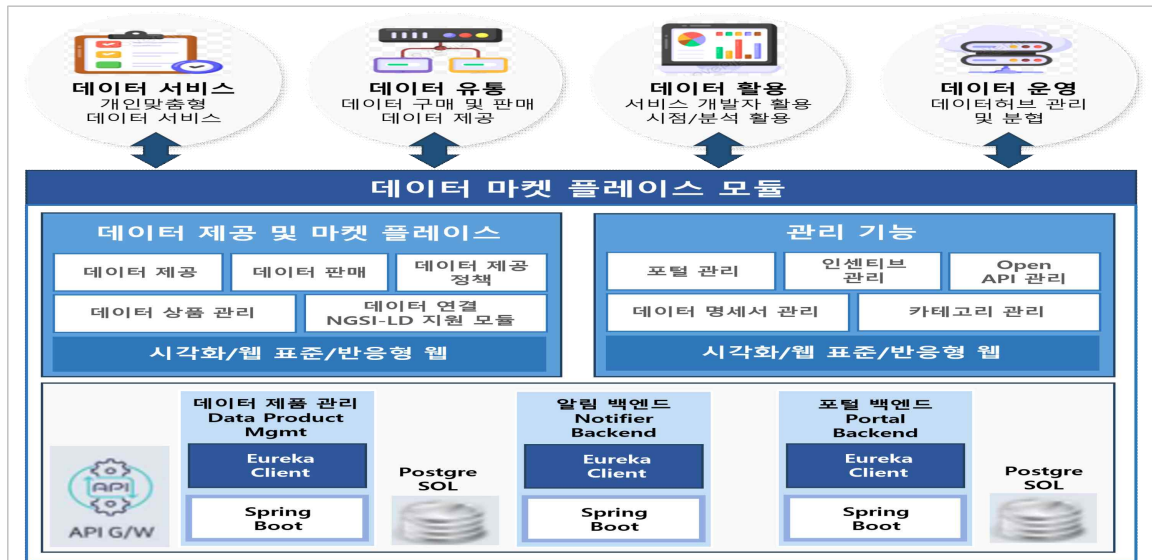 데이터 서비스
개인맞춤형
데이터 서비스
데이터 유통
데이터 구매 및 판매
데이터 제공
데이터 활용
서비스 개발자 활용
시점/분석 활용
데이터 운영
데이터허브 관리
및 분협
데이터 마켓 플레이스 모듈
데이터 제공 및 마켓 플레이스
데이터 제공
데이터 판매
데이터 제공
정책
데이터 상품 관리
데이터 연결
NGSI-LD 지원 모듈
시각화/웹 표준/반응형 웹
관리 기능
포털 관리
인센티브
관리
Open
API 관리
데이터 명세서 관리
카테고리 관리
시각화/웹 표준/반응형 웹
API
API G/W
데이터 제품 관리
Data Product
Mgmt
Eureka
Client
Spring
Boot
Postgre
SOL
알림 백엔드
Notifier
Backend
Eureka
Client
Spring
Boot
포털 백엔드
Portal
Backend
Eureka
Client
Spring
Boot
Postgre
SOL